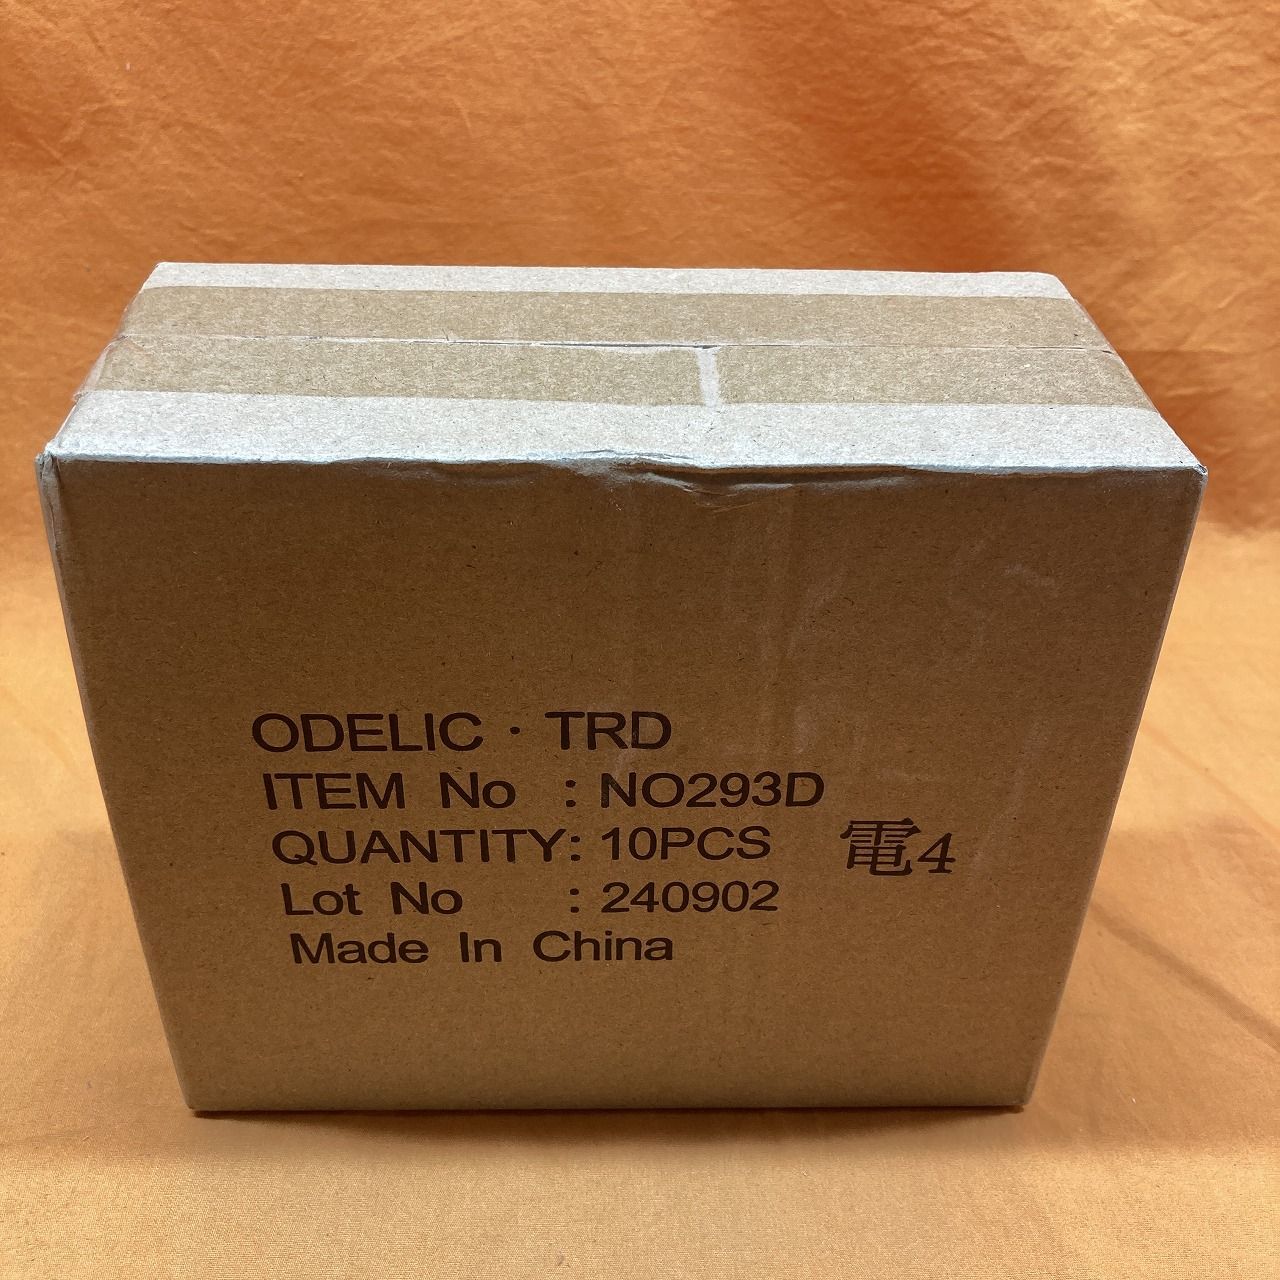 ODELIC・TRD
ITEM No : NO293D
QUANTITY: 10PCS 電4
Lot No : 240902
Made In China